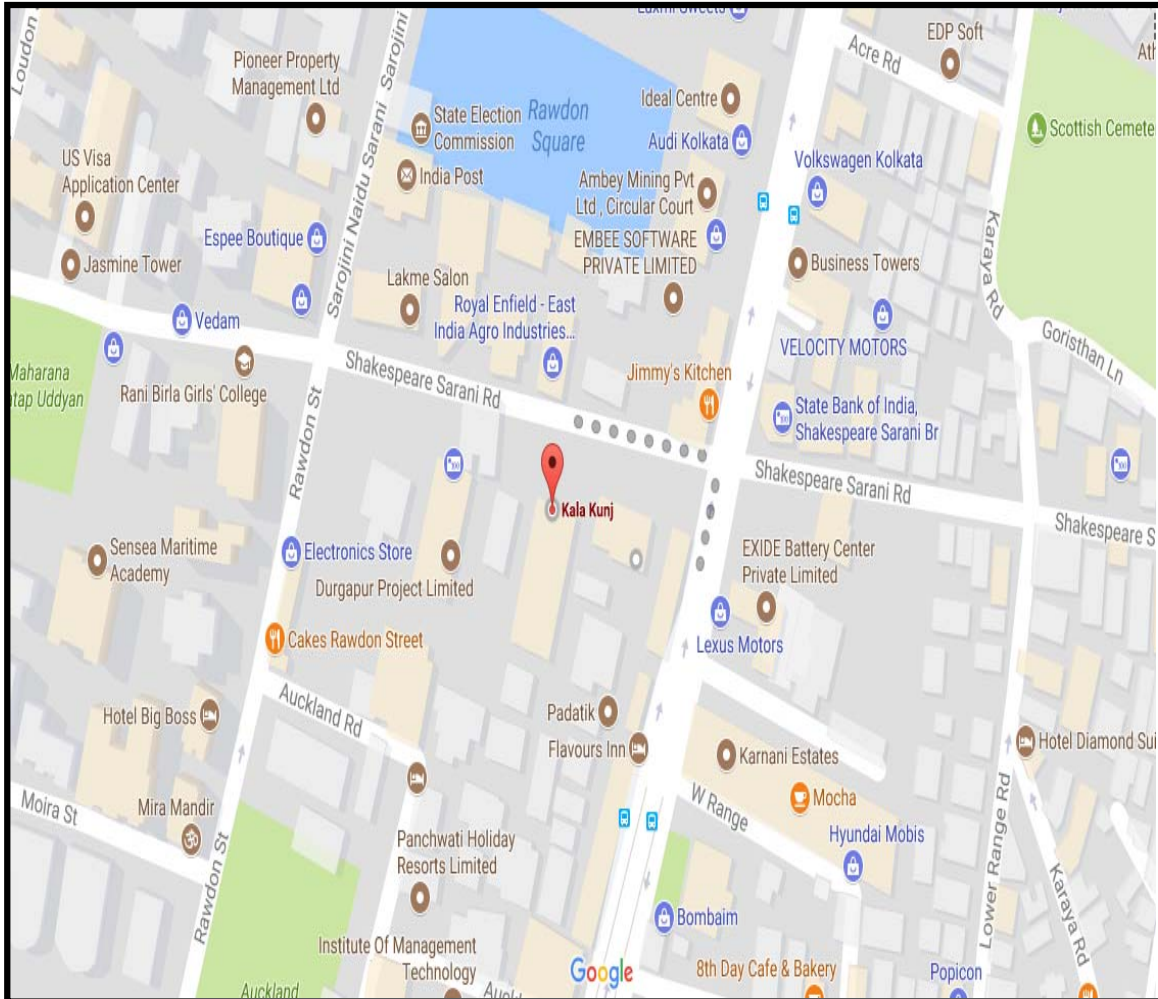 Laxmi Sweets
EDP Soft
Loudon
Sarojini
Acre Rd
Pioneer Property
Management Ltd
Ideal Centre
State Election
Commission
Rawdon
Square
Audi Kolkata
Scottish Cemete
US Visa
Application Center
India Post
Volkswagen Kolkata
Ambey Mining Pvt
Ltd , Circular Court
Sarojini Naidu Sarani
Karaya Rd
Espee Boutique
EMBEE SOFTWARE
PRIVATE LIMITED
Business Towers
Jasmine Tower
Lakme Salon
Royal Enfield - East
India Agro Industries...
Vedam
VELOCITY MOTORS
Goristhan Ln
Maharana
tap Uddyan
Rani Birla Girls' College
Shakespeare Sarani Rd
Jimmy's Kitchen
State Bank of India,
Shakespeare Sarani Br
Rawdon St
Shakespeare Sarani Rd
Shakespeare S
Kala Kunj
Sensea Maritime
Academy
Electronics Store
Durgapur Project Limited
EXIDE Battery Center
Private Limited
Cakes Rawdon Street
Lexus Motors
Auckland Rd
Hotel Big Boss
Padatik
Flavours Inn
Karnani Estates
Hotel Diamond Sui
Moira St
Mira Mandir
Mocha
W Range
Hyundai Mobis
Lower Range Rd
Panchwati Holiday
Resorts Limited
Karaya Rd
Rawdon St
Bombaim
Institute Of Management
Technology
Google
8th Day Cafe & Bakery
Popicon
Auckland
Auckl